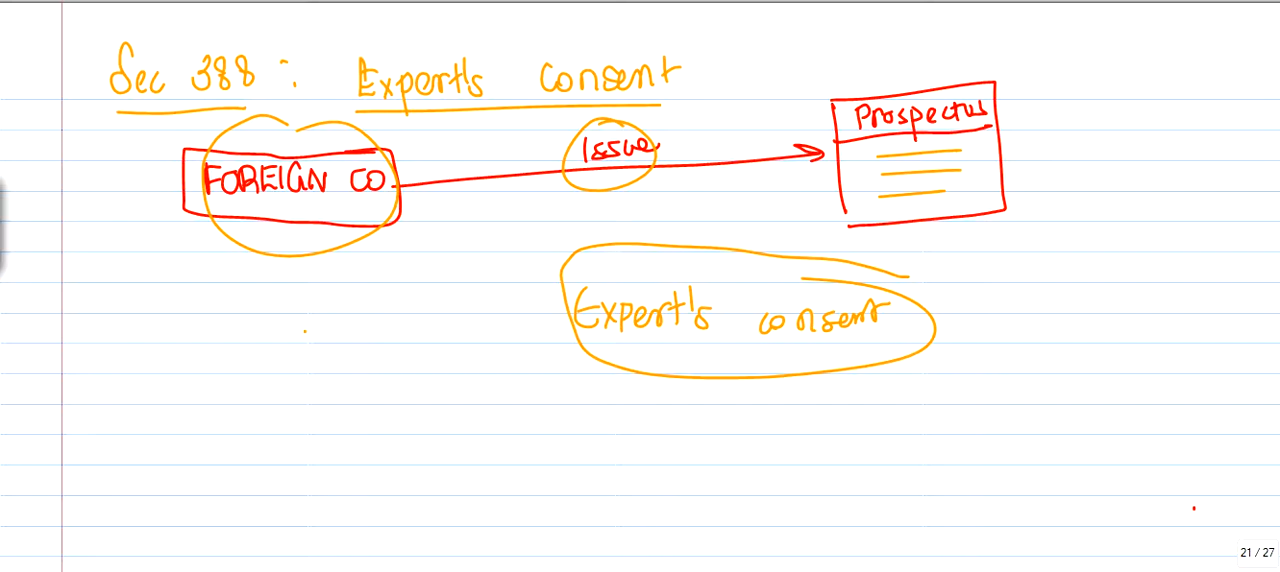 Sec 388 : Expert's consent
Prospectus
Issue
FOREIGN CO
Expert's consent
21 / 27